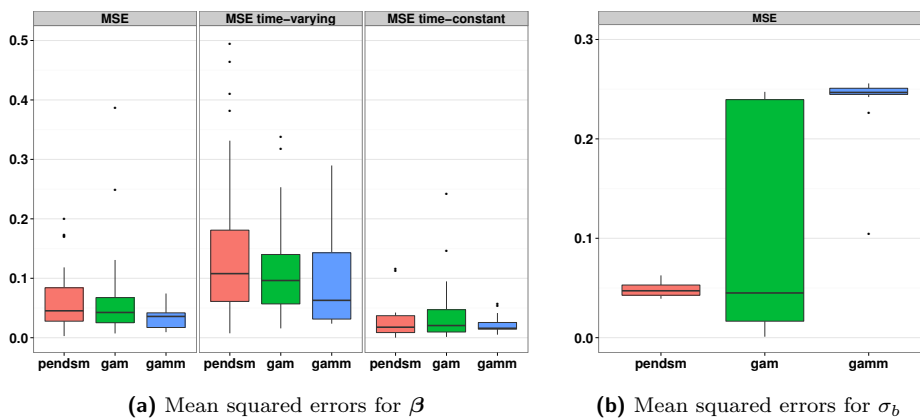 MSE MSE time-varying MSE time-constant
0.5
0.4
0.3
0.2
0.1
0.0
pendsm gam gamm pendsm gam gamm pendsm gam gamm
(a) Mean squared errors for β
MSE
0.3
0.2
0.1
0.0
pendsm gam gamm
(b) Mean squared errors for σ_b